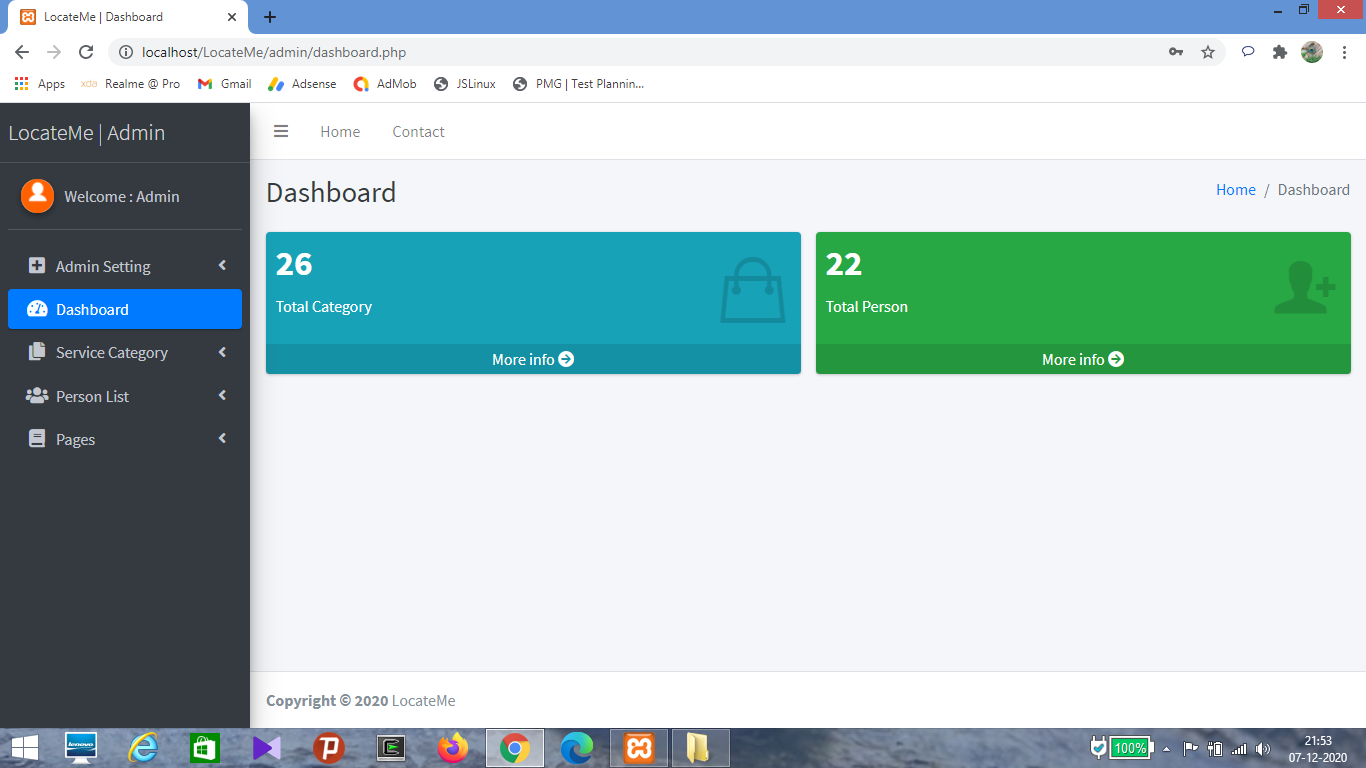 LocateMe | Dashboard
localhost/LocateMe/admin/dashboard.php
Apps xda Realme @ Pro Gmail Adsense AdMob JSLinux PMG | Test Plannin...
LocateMe | Admin
Home Contact
Welcome : Admin
Dashboard
Home / Dashboard
Admin Setting
Dashboard
Service Category
Person List
Pages
26
Total Category
More info
22
Total Person
More info
Copyright © 2020 LocateMe
lenovo
100%
21:53
07-12-2020